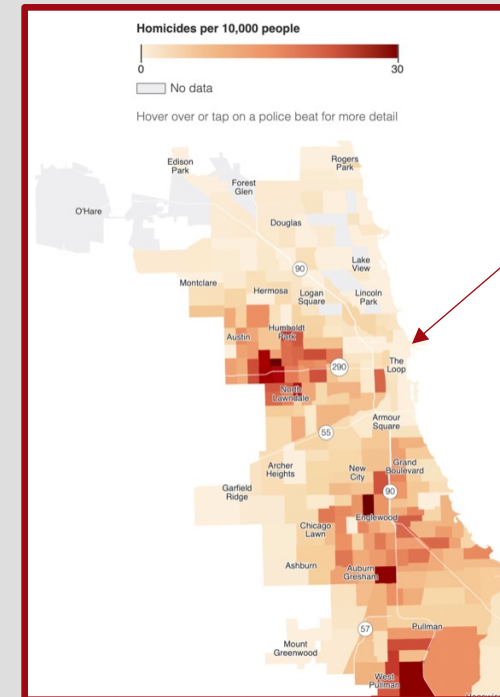 Homicides per 10,000 people
0
30
No data
Hover over or tap on a police beat for more detail
Edison
Park
Rogers
Park
Forest
Glen
O'Hare
Douglas
90
Lake
View
Montclare
Hermosa
Logan
Square
Lincoln
Park
Austin
Humboldt
Park
290
The
Loop
North
Lawndale
Armour
Square
55
Archer
Heights
New
City
Grand
Boulevard
Garfield
Ridge
90
Englewood
Chicago
Lawn
Ashburn
Auburn
Gresham
57
Pullman
Mount
Greenwood
West
Pullman